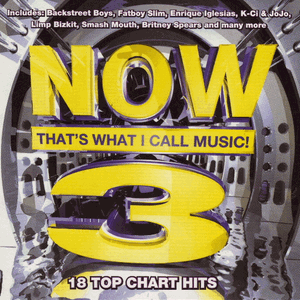 Includes: Backstreet Boys, Fatboy Slim, Enrique Iglesias, K-Ci & JoJo,
Limp Bizkit, Smash Mouth, Britney Spears and many more
NOW
THAT'S WHAT I CALL MUSIC!
3
18 TOP CHART HITS